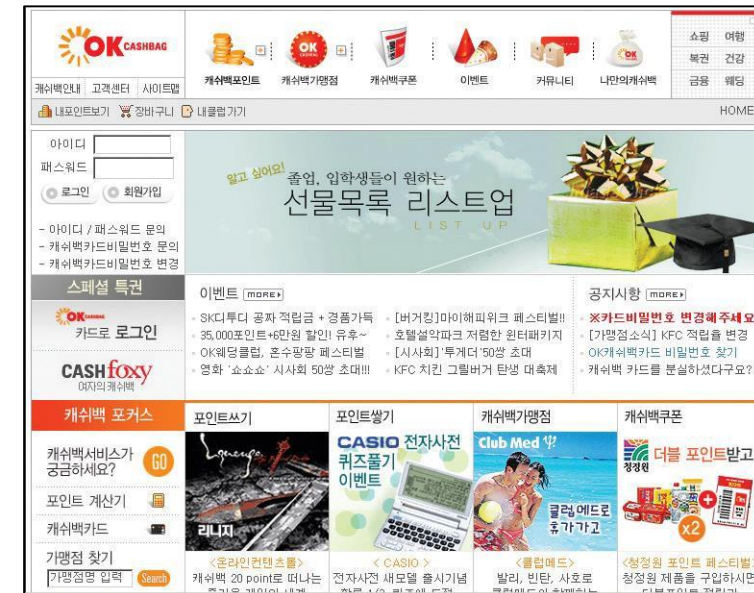 OK CASHBAG
캐쉬백포인트 캐쉬백가맹점 캐쉬백쿠폰 이벤트 커뮤니티 나만의캐쉬백
쇼핑 여행
복권 건강
금융 웨딩
캐쉬백안내 고객센터 사이트맵
내포인트보기 장바구니 내클럽가기 HOME
아이디
패스워드
로그인 회원가입
- 아이디 / 패스워드 문의
- 캐쉬백카드비밀번호 문의
- 캐쉬백카드비밀번호 변경
알고 싶어요!
졸업, 입학생들이 원하는
선물목록 리스트업
LIST UP
스페셜 특권
OK CASHBAG
카드로 로그인
CASH foxy
여자의 캐쉬백
이벤트 more
SK디투디 공짜 적립금 + 경품가득
35,000포인트+6만원 할인! 유후~
OK웨딩클럽, 혼수팡팡 페스티벌
영화 '쇼쇼쇼' 시사회 50쌍 초대!!!
[버거킹]마이해피위크 페스티벌!!
호텔설악파크 저렴한 윈터패키지
[시사회]'투게더'50쌍 초대
KFC 치킨 그릴버거 탄생 대축제
공지사항 more
※카드비밀번호 변경해주세요
[가맹점소식] KFC 적립율 변경
OK캐쉬백카드 비밀번호 찾기
캐쉬백 카드를 분실하셨다구요?
캐쉬백 포커스
캐쉬백서비스가
궁금하세요?
GO
포인트 계산기
캐쉬백카드
가맹점 찾기
가맹점명 입력 Search
포인트쓰기
Lineage
리니지
<온라인컨텐츠몰>
캐쉬백 20 point로 떠나는
포인트쌓기
CASIO 전자사전
퀴즈풀기
이벤트
< CASIO >
전자사전 새모델 출시기념
캐쉬백가맹점
Club Med
클럽메드로
휴가가고
<클럽메드>
발리, 빈탄, 사호로
캐쉬백쿠폰
청정원
더블 포인트받고
x2
<청정원 포인트 페스티벌>
청정원 제품을 구입하시면